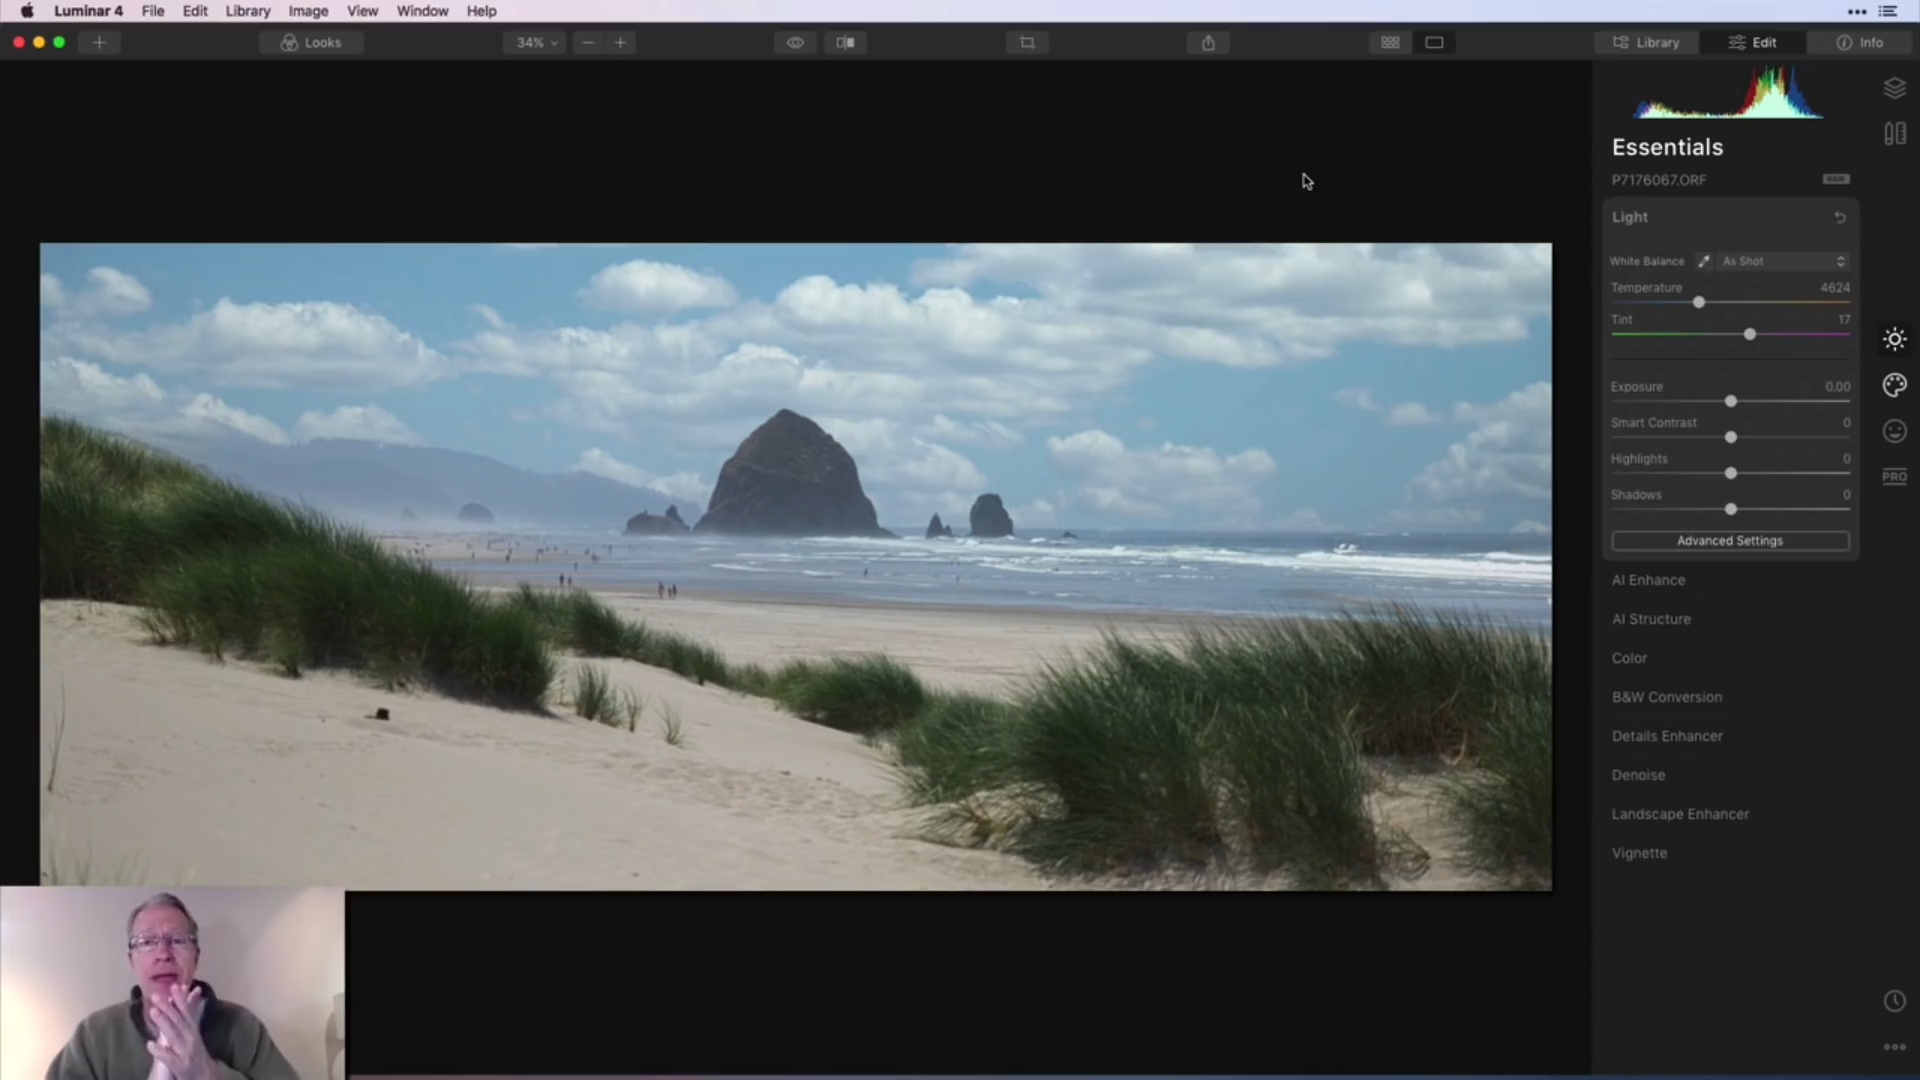 Luminar 4 File Edit Library Image View Window Help
Looks 34% Library Edit Info
Essentials
P7176067.ORF RAW
Light
White Balance As Shot
Temperature 4624
Tint 17
Exposure 0.00
Smart Contrast 0
Highlights 0
Shadows 0
Advanced Settings
AI Enhance
AI Structure
Color
B&W Conversion
Details Enhancer
Denoise
Landscape Enhancer
Vignette
PRO